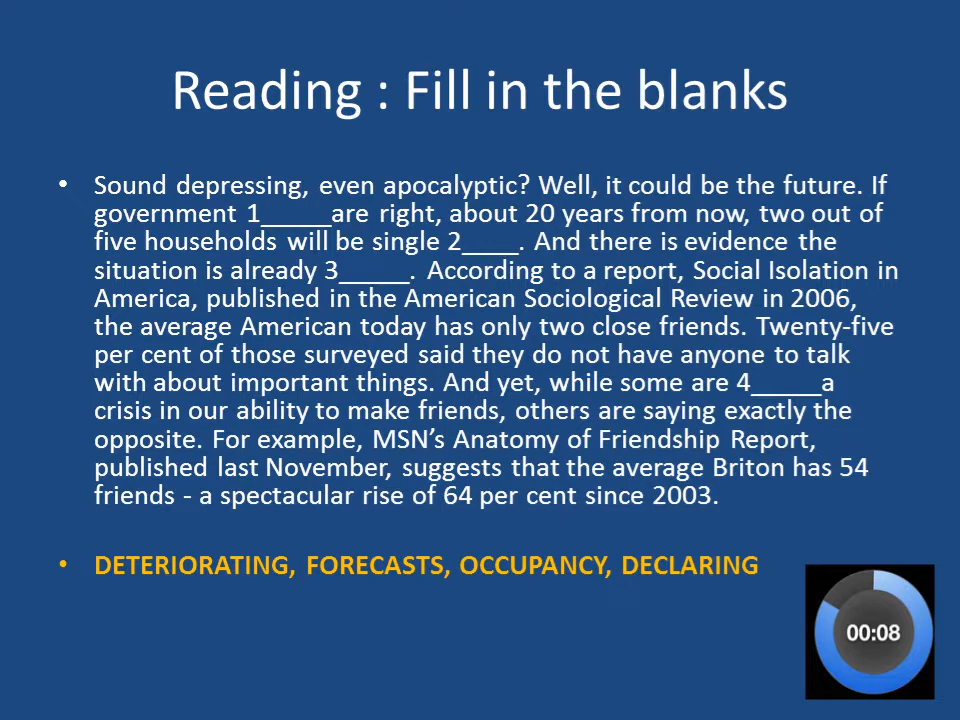 Reading : Fill in the blanks
• Sound depressing, even apocalyptic? Well, it could be the future. If
government 1_____are right, about 20 years from now, two out of
five households will be single 2____. And there is evidence the
situation is already 3_____. According to a report, Social Isolation in
America, published in the American Sociological Review in 2006,
the average American today has only two close friends. Twenty-five
per cent of those surveyed said they do not have anyone to talk
with about important things. And yet, while some are 4_____a
crisis in our ability to make friends, others are saying exactly the
opposite. For example, MSN’s Anatomy of Friendship Report,
published last November, suggests that the average Briton has 54
friends - a spectacular rise of 64 per cent since 2003.
• DETERIORATING, FORECASTS, OCCUPANCY, DECLARING
00:08